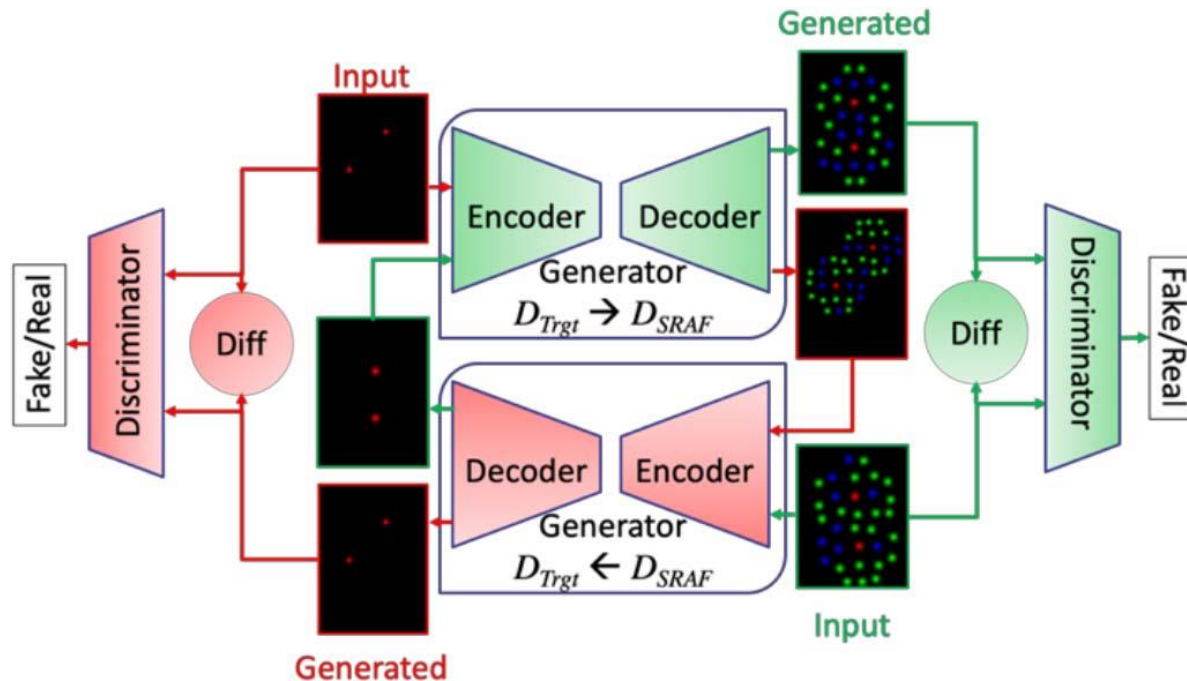 Generated
Input
Encoder
Decoder
Generator
D_Trgt → D_SRAF
Fake/Real
Discriminator
Diff
Diff
Discriminator
Fake/Real
Decoder
Encoder
Generator
D_Trgt ← D_SRAF
Input
Generated